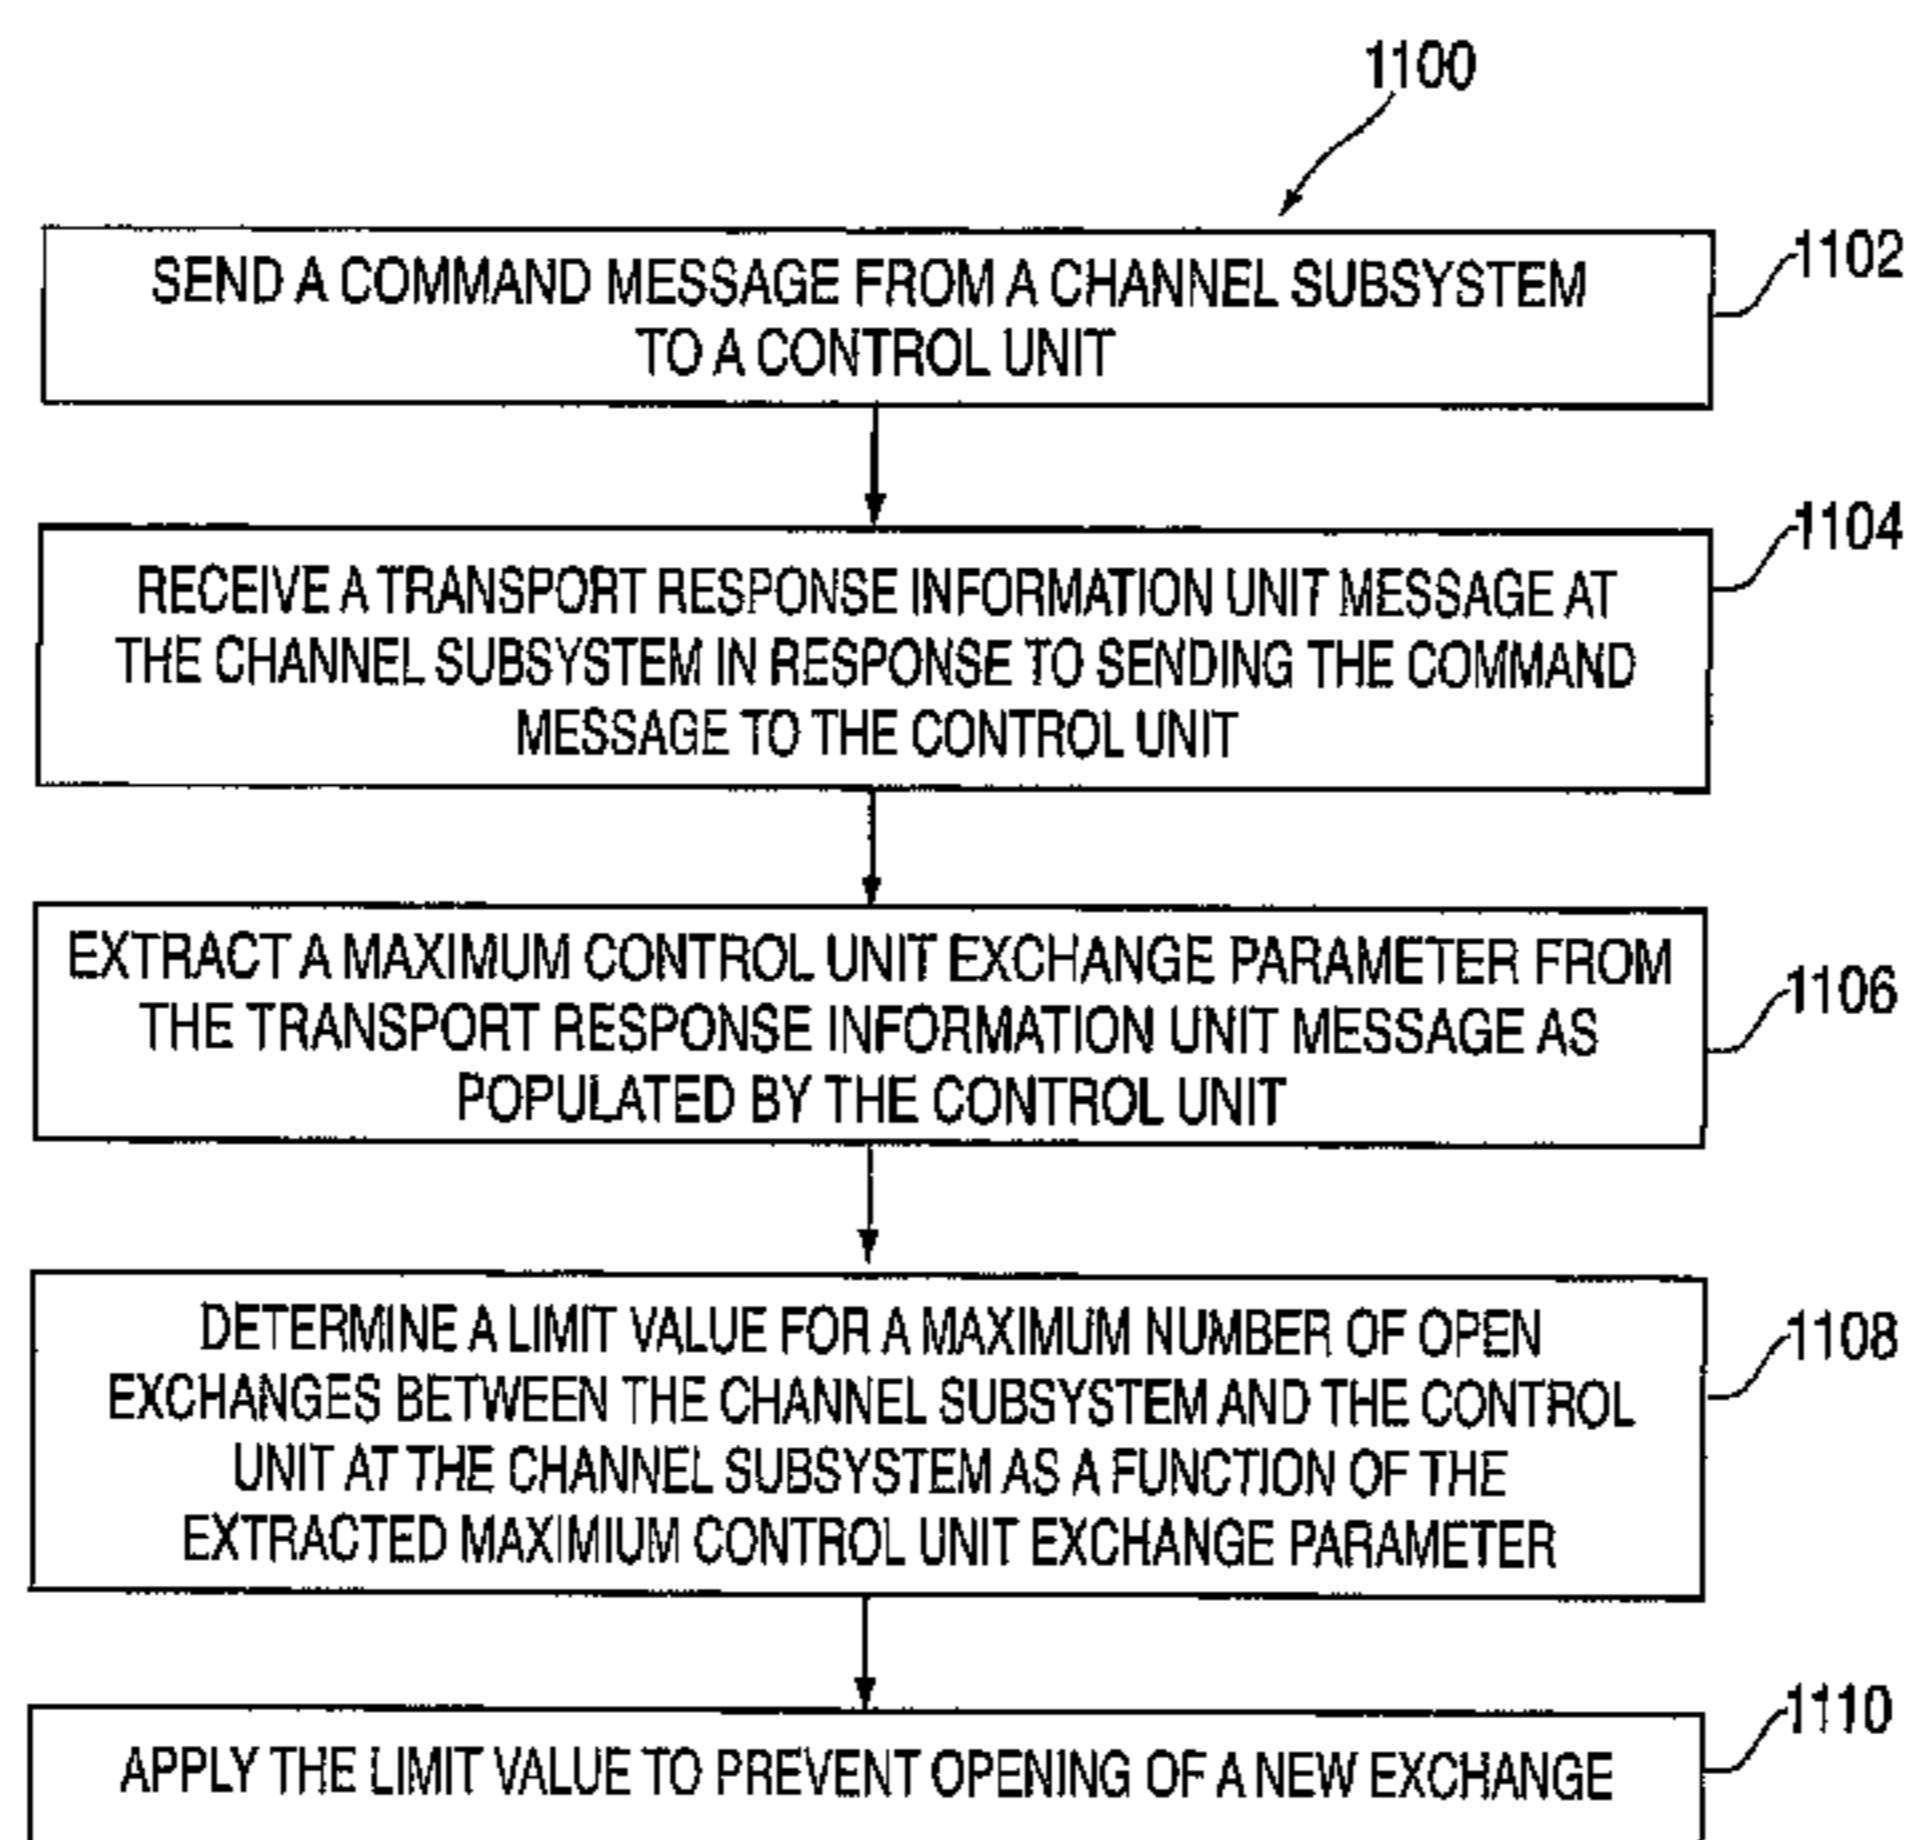 1100
SEND A COMMAND MESSAGE FROM A CHANNEL SUBSYSTEM
TO A CONTROL UNIT
1102
RECEIVE A TRANSPORT RESPONSE INFORMATION UNIT MESSAGE AT
THE CHANNEL SUBSYSTEM IN RESPONSE TO SENDING THE COMMAND
MESSAGE TO THE CONTROL UNIT
1104
EXTRACT A MAXIMUM CONTROL UNIT EXCHANGE PARAMETER FROM
THE TRANSPORT RESPONSE INFORMATION UNIT MESSAGE AS
POPULATED BY THE CONTROL UNIT
1106
DETERMINE A LIMIT VALUE FOR A MAXIMUM NUMBER OF OPEN
EXCHANGES BETWEEN THE CHANNEL SUBSYSTEM AND THE CONTROL
UNIT AT THE CHANNEL SUBSYSTEM AS A FUNCTION OF THE
EXTRACTED MAXIMIUM CONTROL UNIT EXCHANGE PARAMETER
1108
APPLY THE LIMIT VALUE TO PREVENT OPENING OF A NEW EXCHANGE
1110